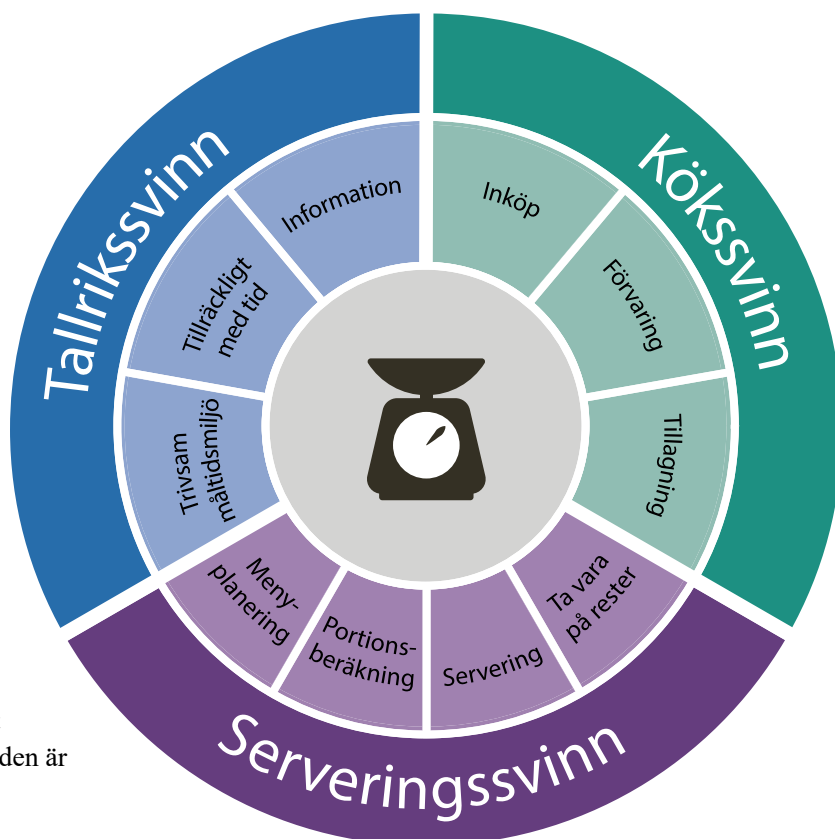 Tallrikssvinn
Information
Tillräckligt
med tid
Trivsam
måltidsmiljö
Kökssvinn
Inköp
Förvaring
Tillagning
Serveringssvinn
Meny-
planering
Portions-
beräkning
Servering
Ta vara
på rester
den är